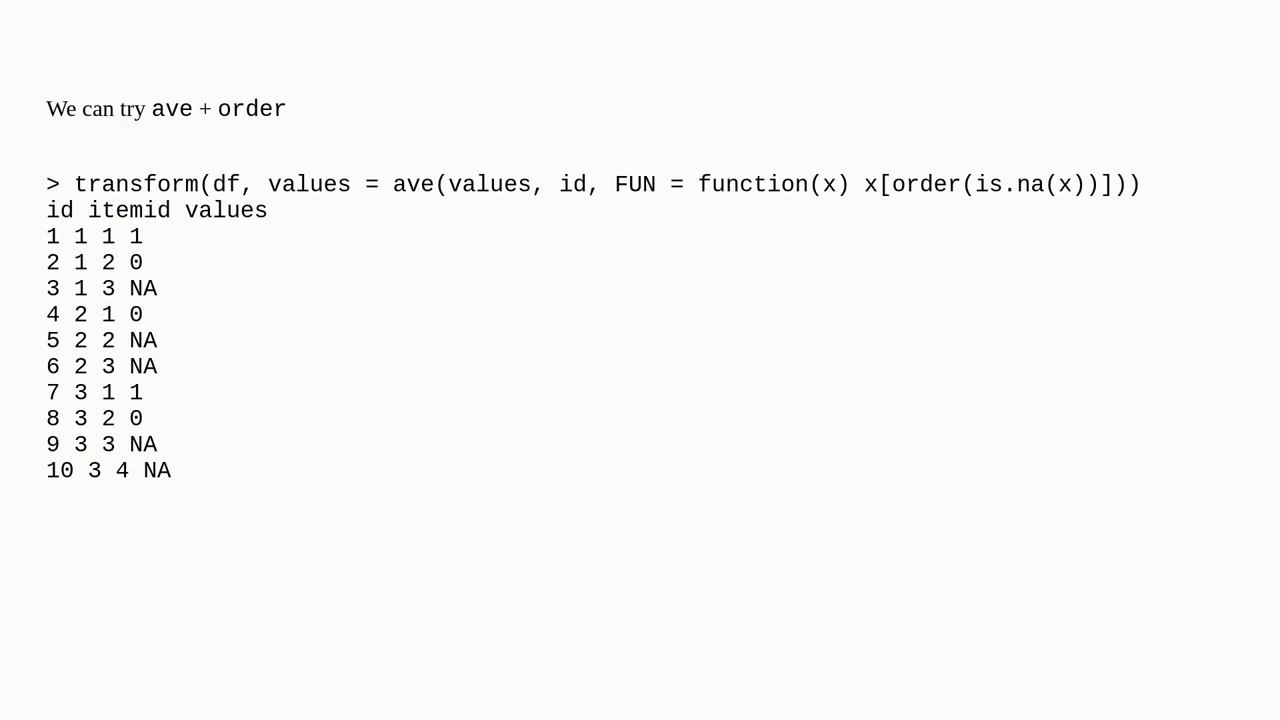 We can try ave + order
> transform(df, values = ave(values, id, FUN = function(x) x[order(is.na(x))]))
id itemid values
1 1 1 1
2 1 2 0
3 1 3 NA
4 2 1 0
5 2 2 NA
6 2 3 NA
7 3 1 1
8 3 2 0
9 3 3 NA
10 3 4 NA